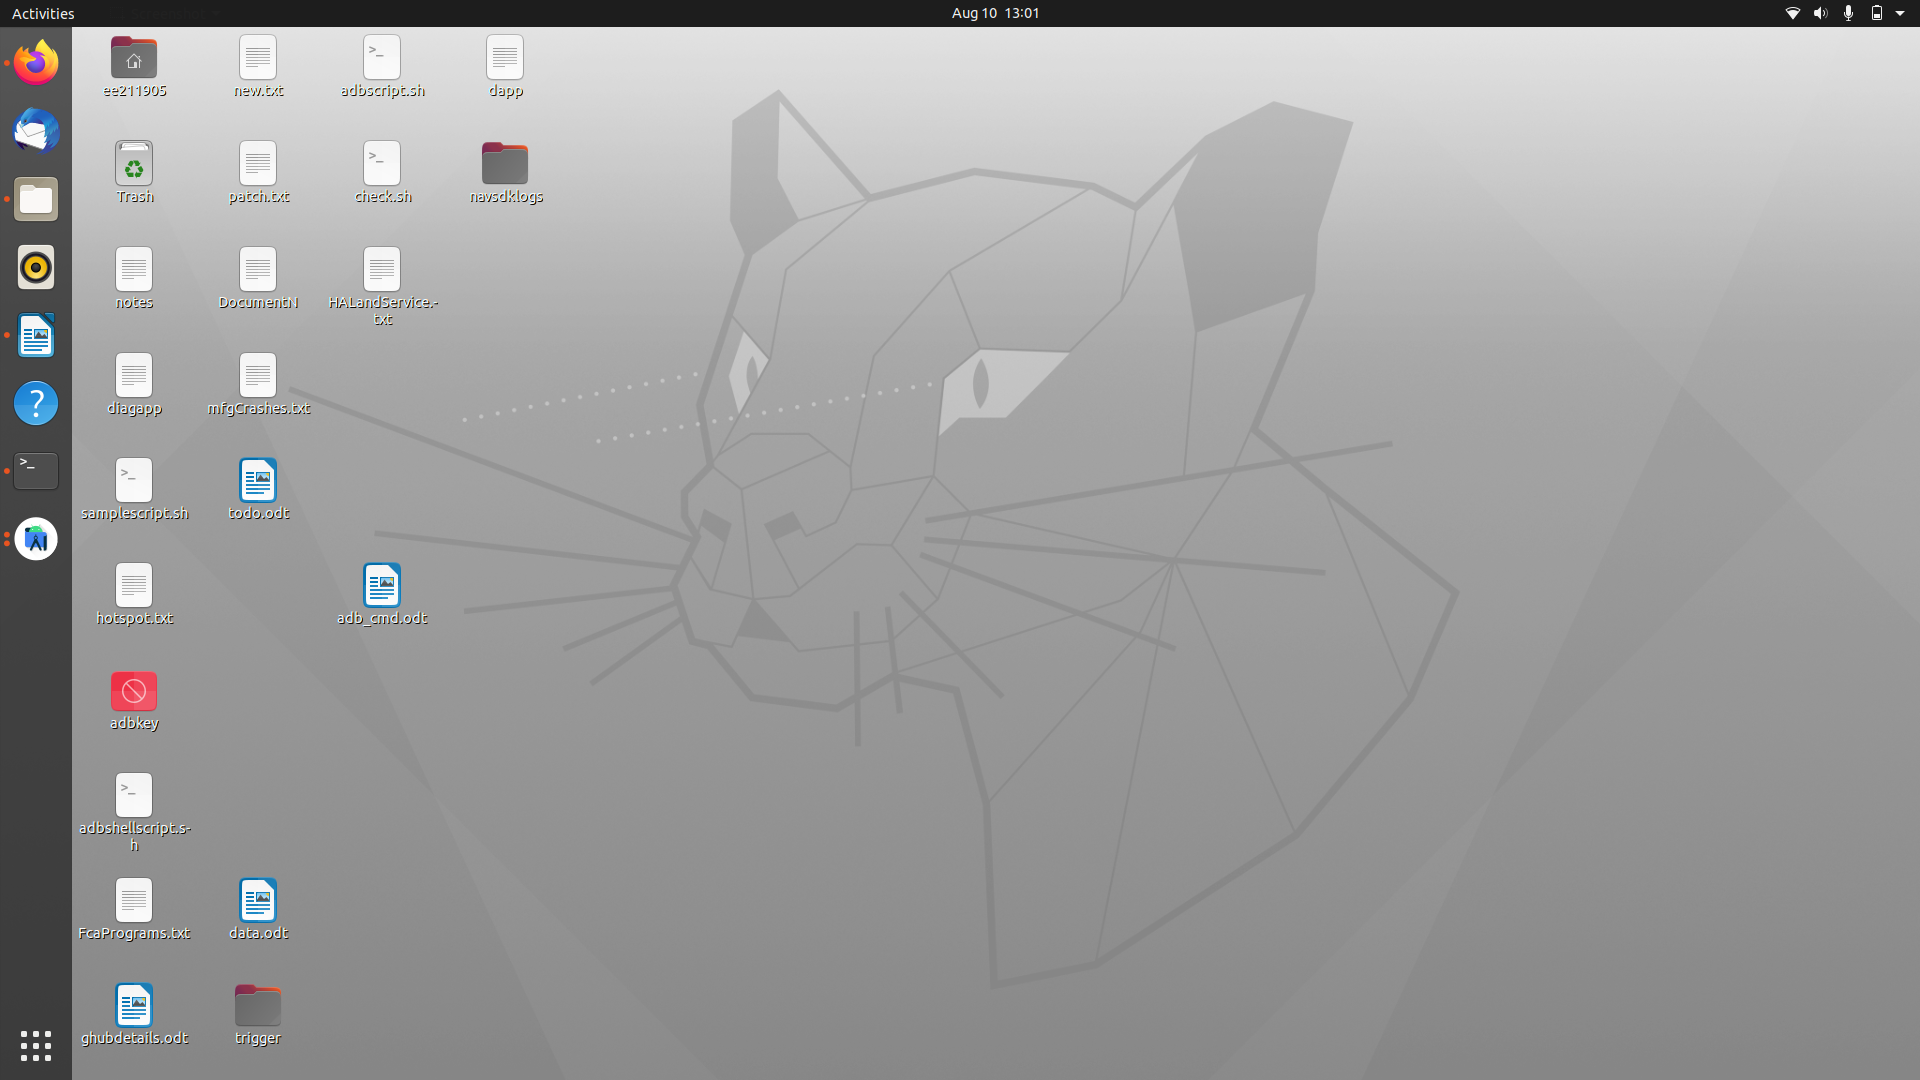 Activities
Aug 10 13:01
ee211905
new.txt
adbscript.sh
dapp
Trash
patch.txt
check.sh
navsdklogs
notes
DocumentN
HALandService.-
txt
diagapp
mfgCrashes.txt
samplescript.sh
todo.odt
hotspot.txt
adb_cmd.odt
adbkey
adbshellscript.s-
h
FcaPrograms.txt
data.odt
ghubdetails.odt
trigger